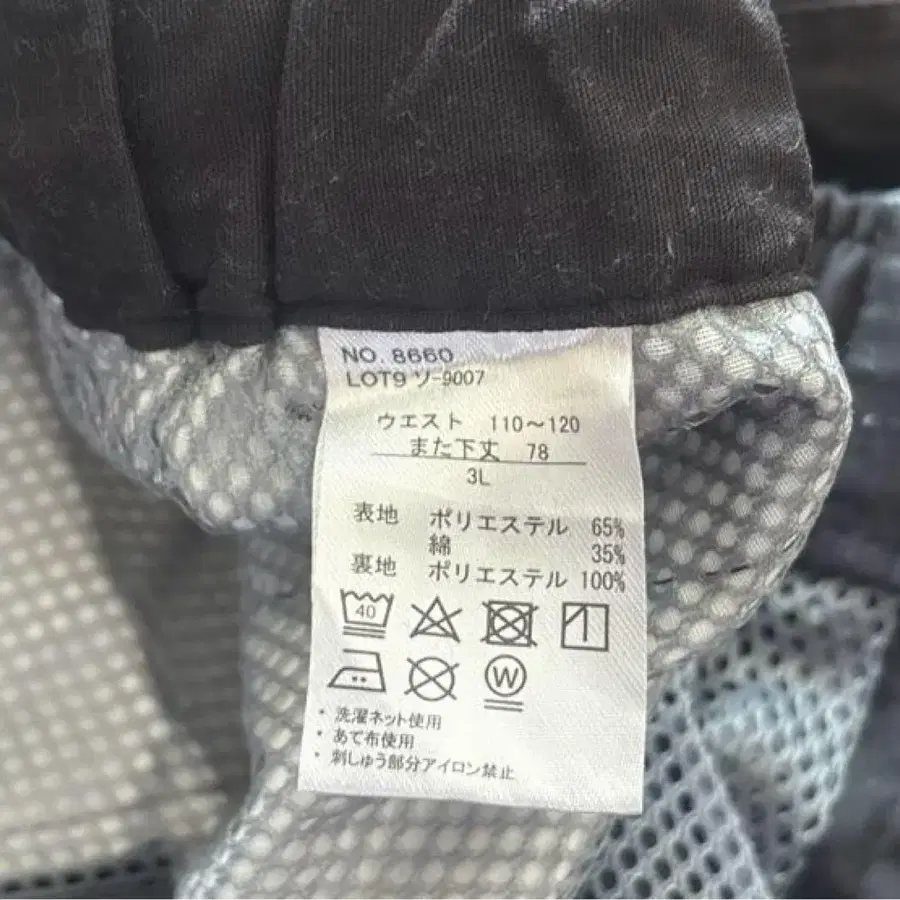 NO. 8660
LOT9 ソ-9007
ウエスト 110～120
また下丈 78
3L
表地 ポリエステル 65%
綿 35%
裏地 ポリエステル 100%
40
W
* 洗濯ネット使用
* あて布使用
* 刺しゅう部分アイロン禁止